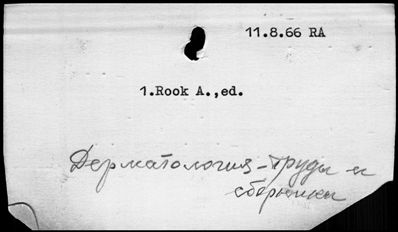 11.8.66 RA
1.Rook A.,ed.
Дерматология – труды и
сборники